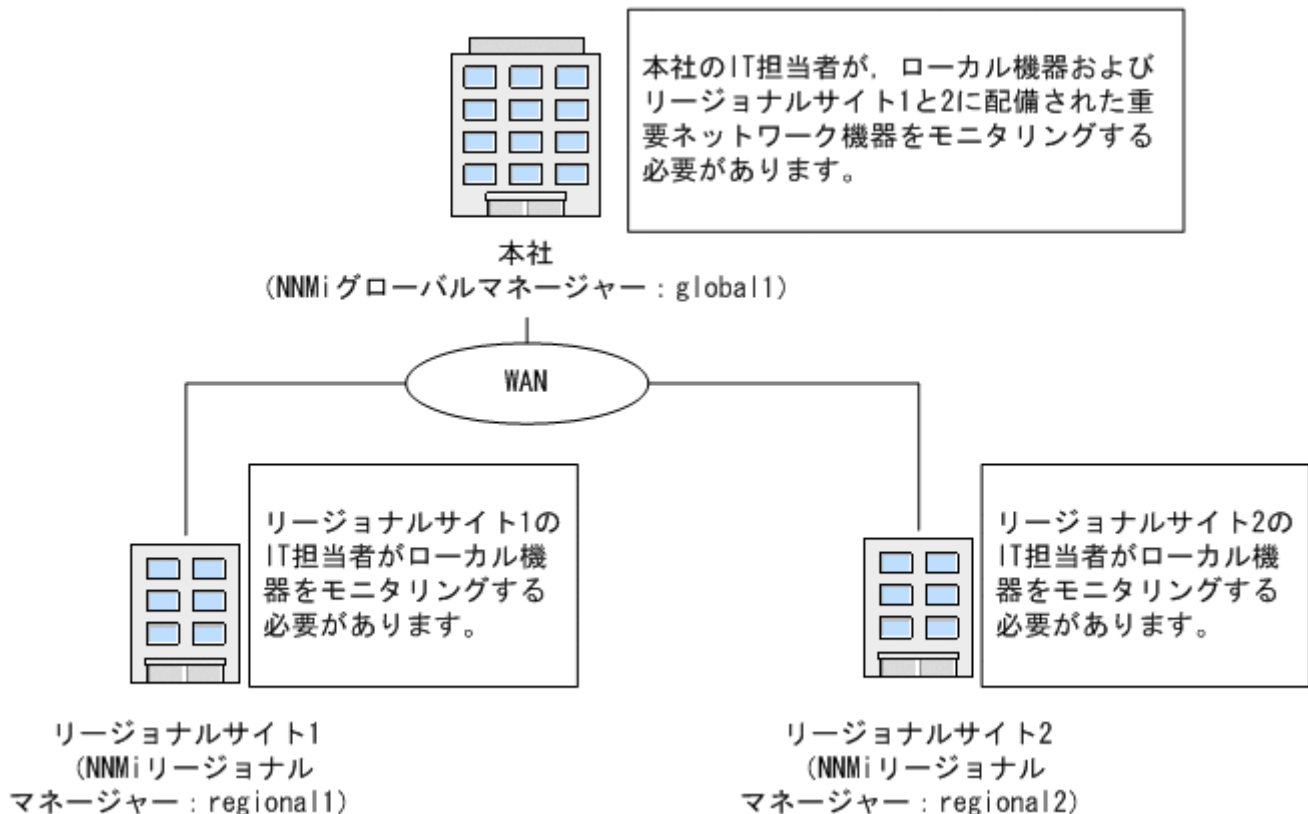 本社のIT担当者が，ローカル機器および
リージョナルサイト1と2に配備された重
要ネットワーク機器をモニタリングする
必要があります。
本社
(NNMiグローバルマネージャー：global1)
WAN
リージョナルサイト1の
IT担当者がローカル機
器をモニタリングする
必要があります。
リージョナルサイト2の
IT担当者がローカル機
器をモニタリングする
必要があります。
リージョナルサイト1
(NNMiリージョナル
マネージャー：regional1)
リージョナルサイト2
(NNMiリージョナル
マネージャー：regional2)